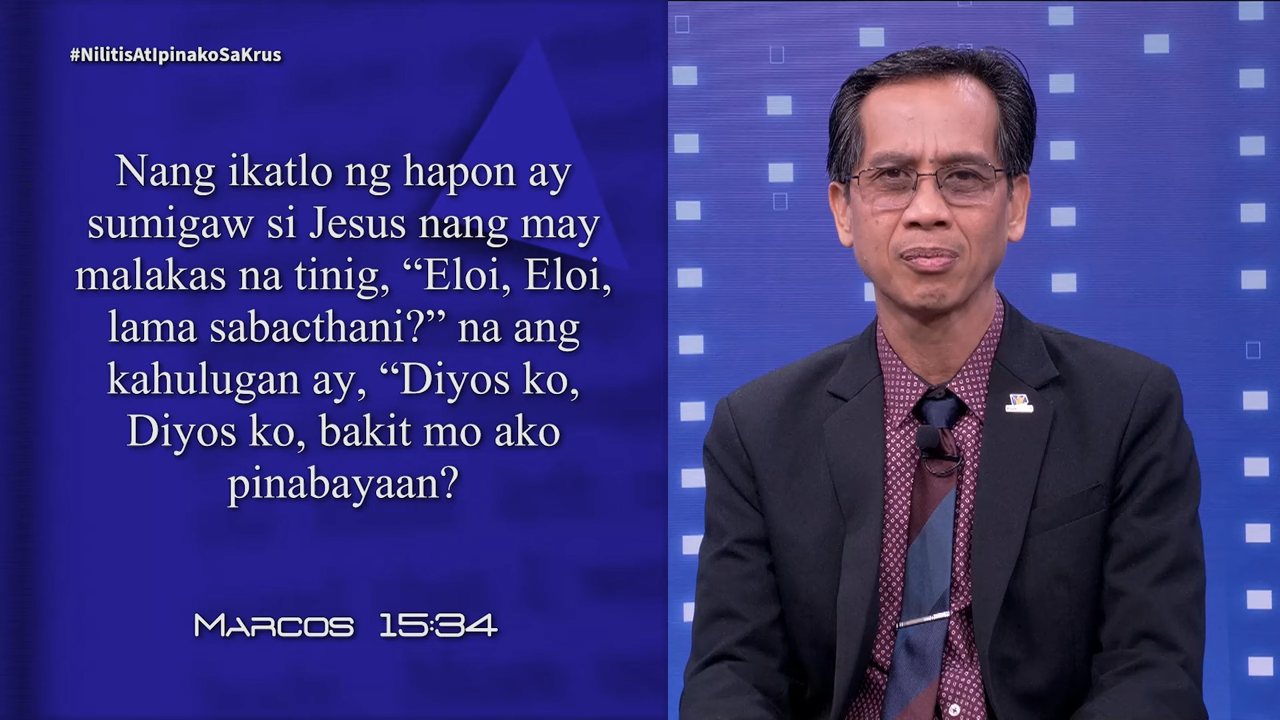 #NilitisAtIpinakoSaKrus
Nang ikatlo ng hapon ay
sumigaw si Jesus nang may
malakas na tinig, “Eloi, Eloi,
lama sabacthani?” na ang
kahulugan ay, “Diyos ko,
Diyos ko, bakit mo ako
pinabayaan?
Marcos 15:34